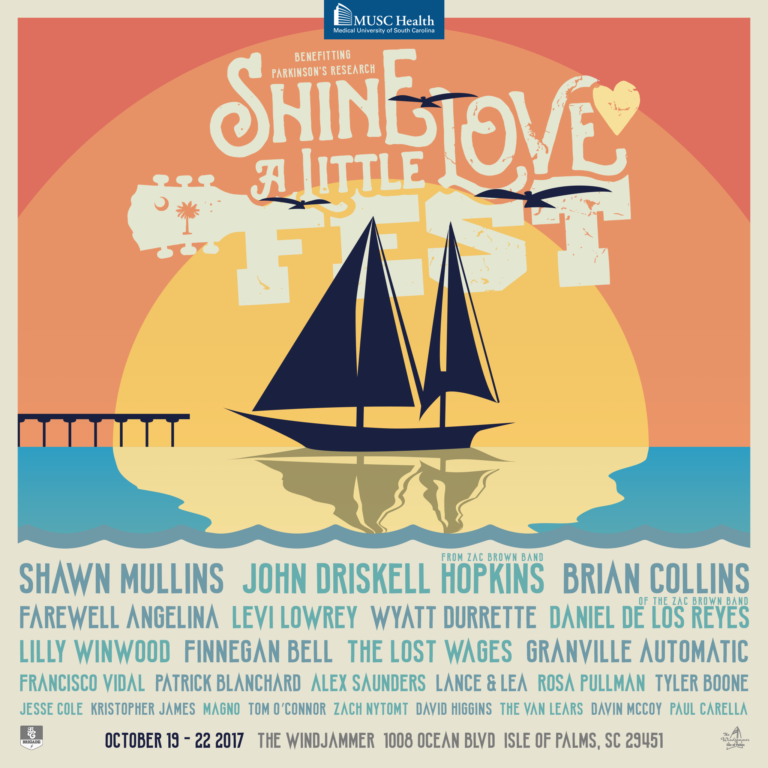 MUSC Health
Medical University of South Carolina
BENEFITTING
PARKINSON'S RESEARCH
SHINE
A LITTLE LOVE
FEST
FROM ZAC BROWN BAND
SHAWN MULLINS JOHN DRISKELL HOPKINS BRIAN COLLINS
OF THE ZAC BROWN BAND
FAREWELL ANGELINA LEVI LOWREY WYATT DURRETTE DANIEL DE LOS REYES
LILLY WINWOOD FINNEGAN BELL THE LOST WAGES GRANVILLE AUTOMATIC
FRANCISCO VIDAL PATRICK BLANCHARD ALEX SAUNDERS LANCE & LEA ROSA PULLMAN TYLER BOONE
JESSE COLE KRISTOPHER JAMES MAGNO TOM O'CONNOR ZACH NYTOMT DAVID HIGGINS THE VAN LEARS DAVIN MCCOY PAUL CARELLA
OCTOBER 19 - 22 2017 THE WINDJAMMER 1008 OCEAN BLVD ISLE OF PALMS, SC 29451